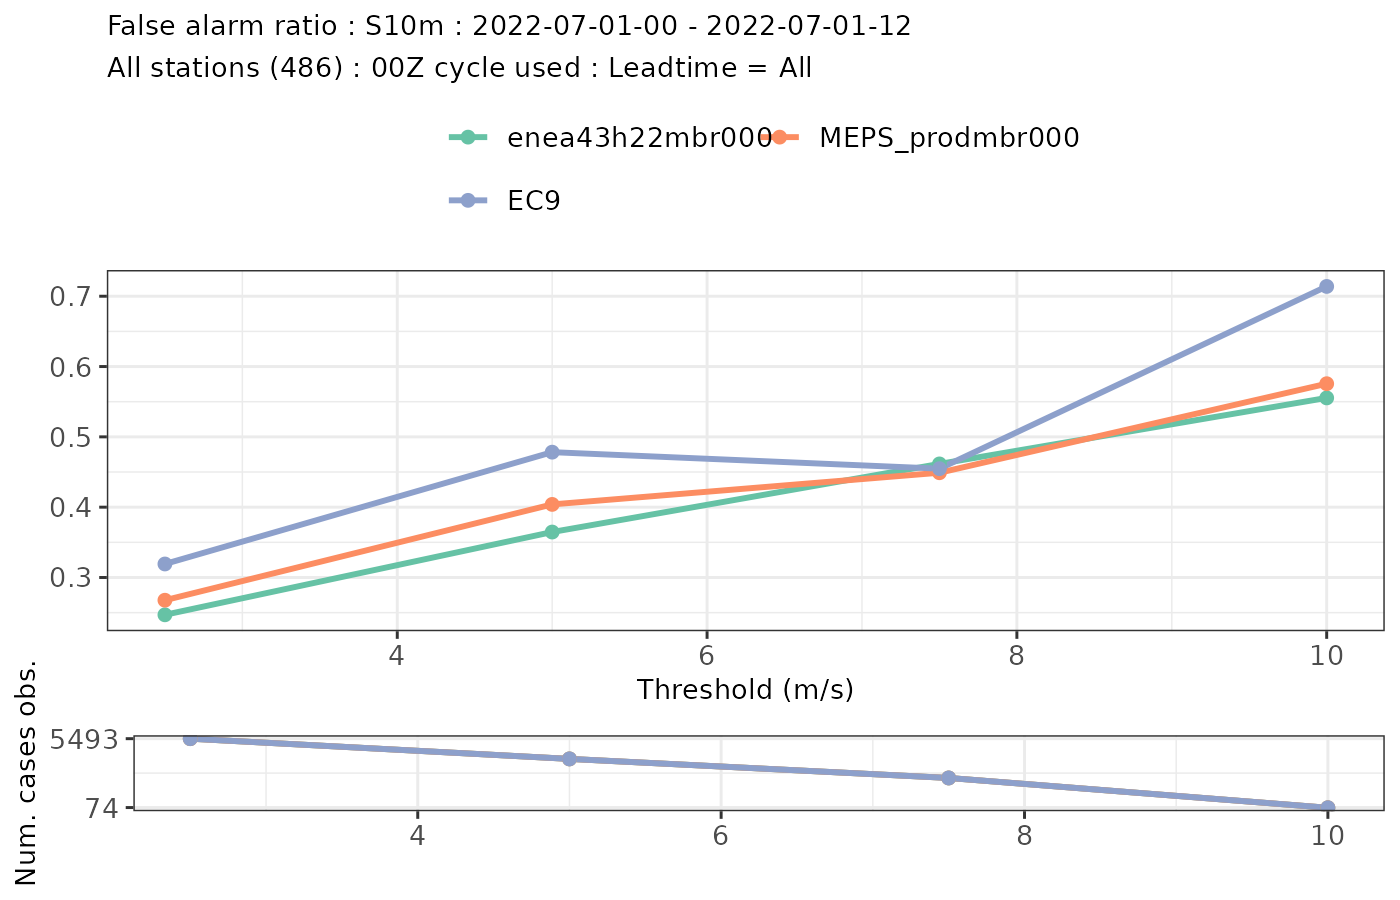 False alarm ratio : S10m : 2022-07-01-00 - 2022-07-01-12
All stations (486) : 00Z cycle used : Leadtime = All
enea43h22mbr000 MEPS_prodmbr000
EC9
0.7
0.6
0.5
0.4
0.3
4 6 8 10
Threshold (m/s)
Num. cases obs.
5493
74
4 6 8 10